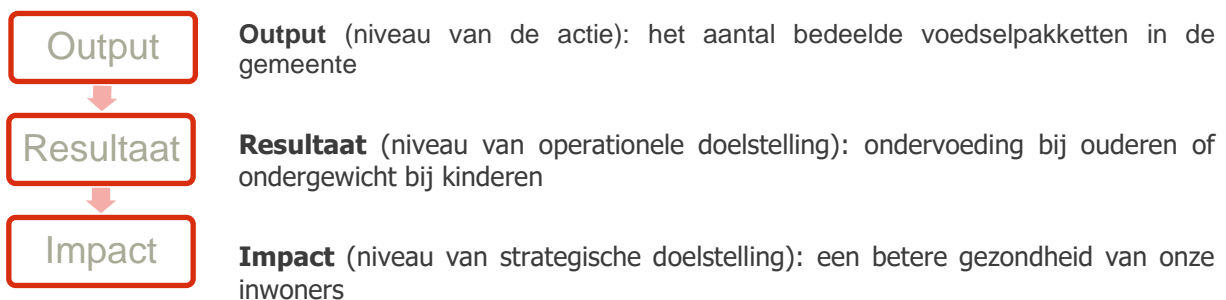 Output
Output (niveau van de actie): het aantal bedeelde voedselpakketten in de
gemeente
Resultaat
Resultaat (niveau van operationele doelstelling): ondervoeding bij ouderen of
ondergewicht bij kinderen
Impact
Impact (niveau van strategische doelstelling): een betere gezondheid van onze
inwoners